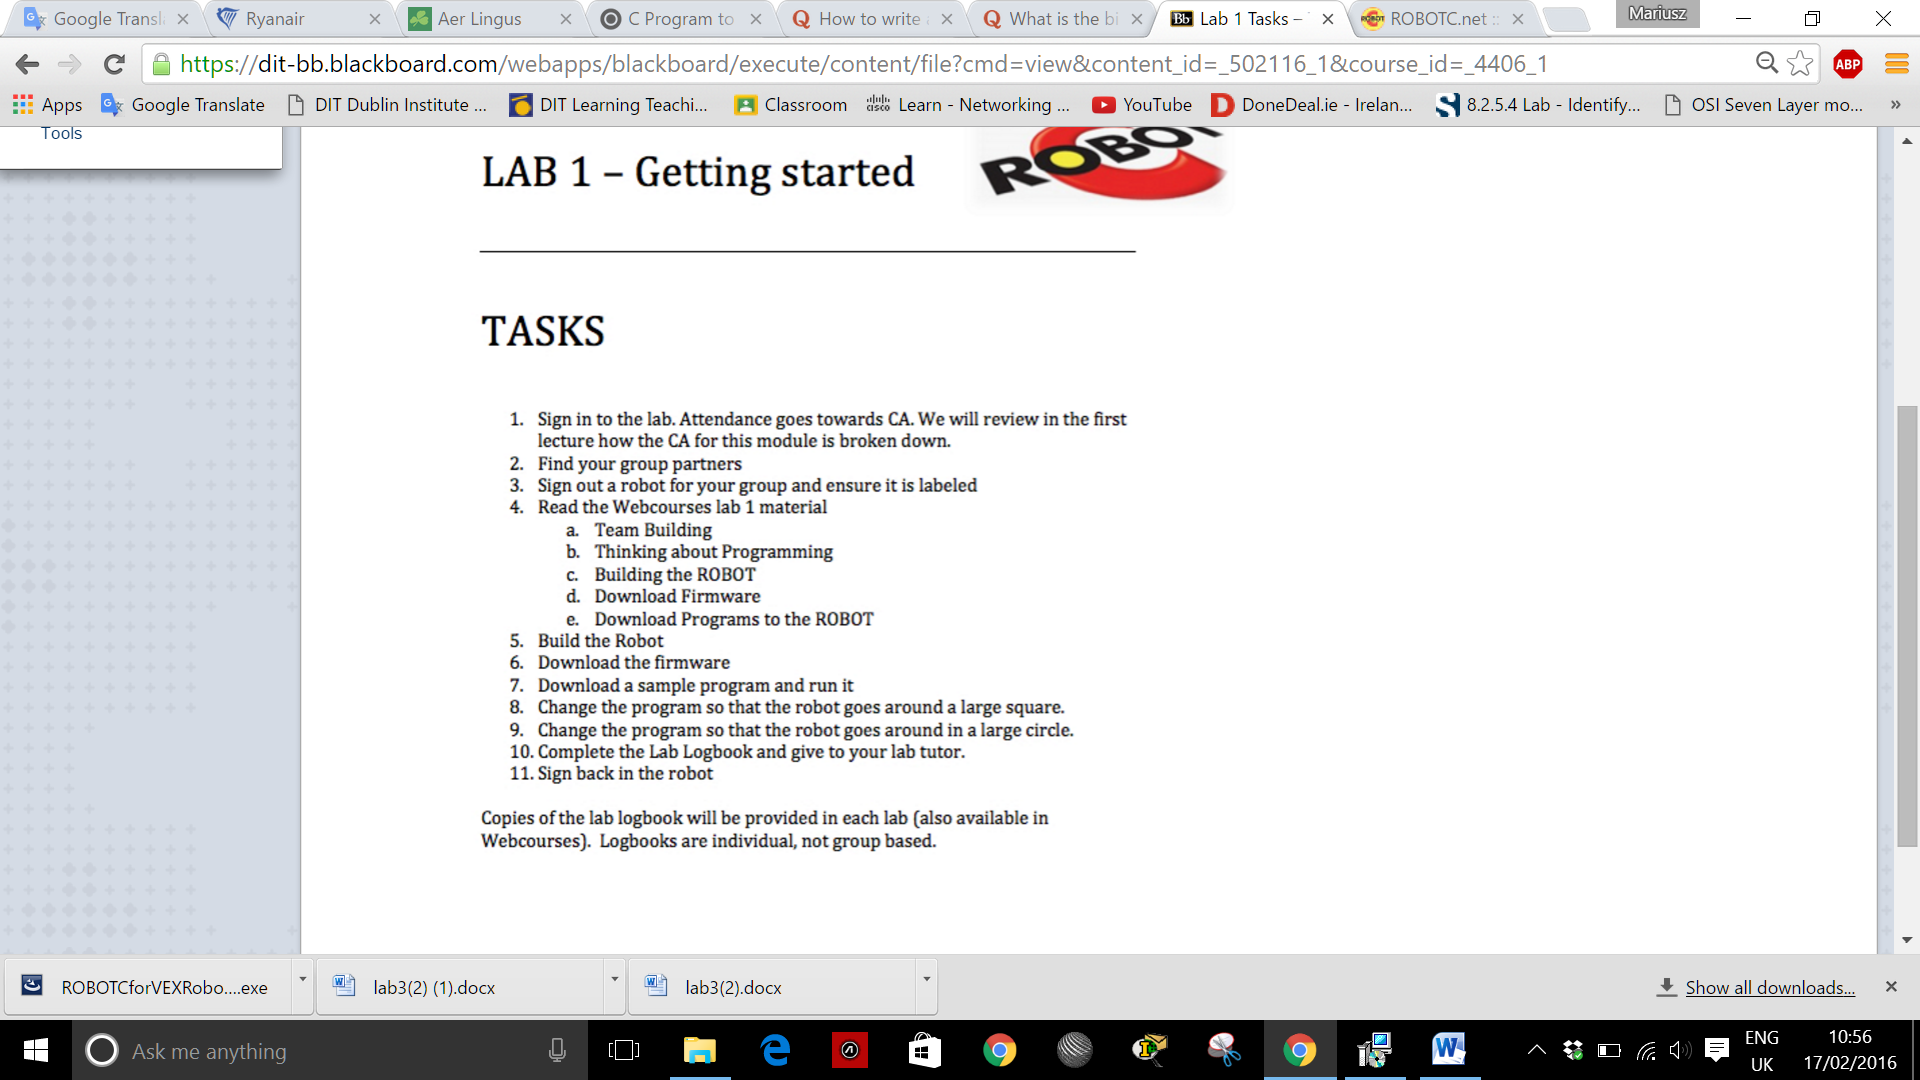 Google Transl
Ryanair
Aer Lingus
C Program to
How to write
What is the bi
Lab 1 Tasks –
ROBOTC.net ::
Mariusz
https://dit-bb.blackboard.com/webapps/blackboard/execute/content/file?cmd=view&content_id=_502116_1&course_id=_4406_1
ABP
Apps
Google Translate
DIT Dublin Institute ...
DIT Learning Teachi...
Classroom
Learn - Networking ...
YouTube
DoneDeal.ie - Irelan...
8.2.5.4 Lab - Identify...
OSI Seven Layer mo...
»
Tools
ROBOT
LAB 1 – Getting started
TASKS
1. Sign in to the lab. Attendance goes towards CA. We will review in the first
lecture how the CA for this module is broken down.
2. Find your group partners
3. Sign out a robot for your group and ensure it is labeled
4. Read the Webcourses lab 1 material
a. Team Building
b. Thinking about Programming
c. Building the ROBOT
d. Download Firmware
e. Download Programs to the ROBOT
5. Build the Robot
6. Download the firmware
7. Download a sample program and run it
8. Change the program so that the robot goes around a large square.
9. Change the program so that the robot goes around in a large circle.
10. Complete the Lab Logbook and give to your lab tutor.
11. Sign back in the robot
Copies of the lab logbook will be provided in each lab (also available in
Webcourses). Logbooks are individual, not group based.
ROBOTCforVEXRobo....exe
lab3(2) (1).docx
lab3(2).docx
Show all downloads...
Ask me anything
ENG
UK
10:56
17/02/2016